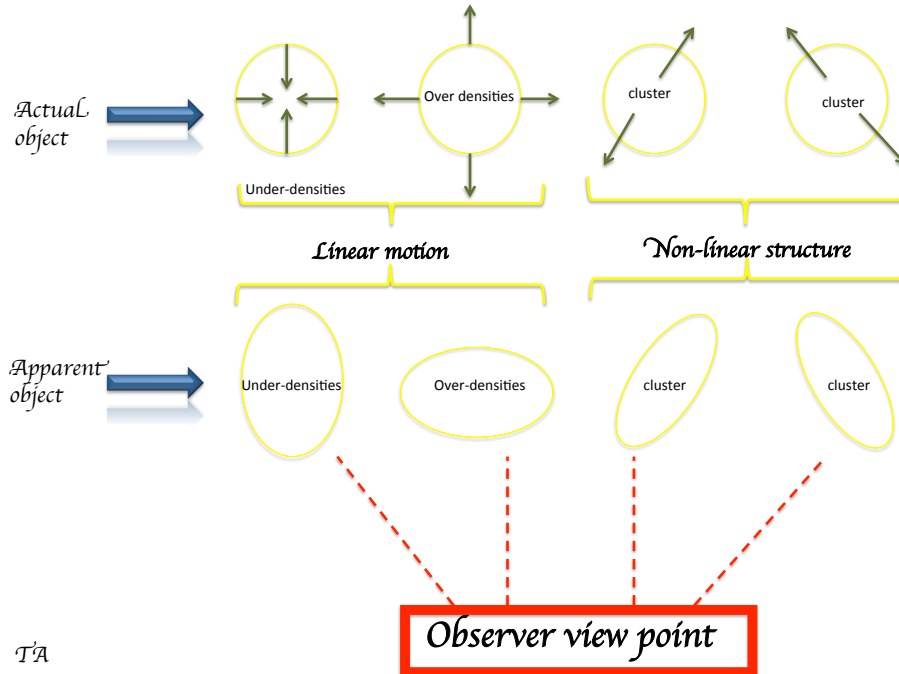 Over densities
cluster
cluster
Actual
object
Under-densities
Linear motion
Non-linear structure
Apparent
object
Under-densities
Over-densities
cluster
cluster
Observer view point
TA